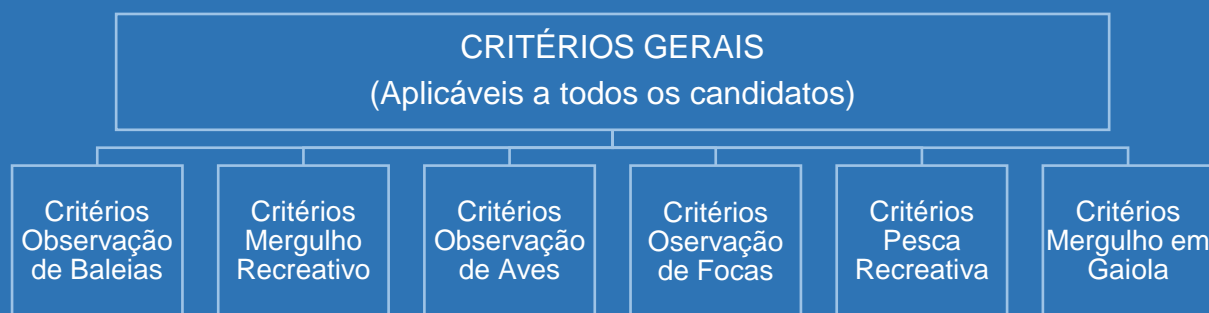 CRITÉRIOS GERAIS
(Aplicáveis a todos os candidatos)
Critérios
Observação
de Baleias
Critérios
Mergulho
Recreativo
Critérios
Observação
de Aves
Critérios
Oservação
de Focas
Critérios
Pesca
Recreativa
Critérios
Mergulho em
Gaiola